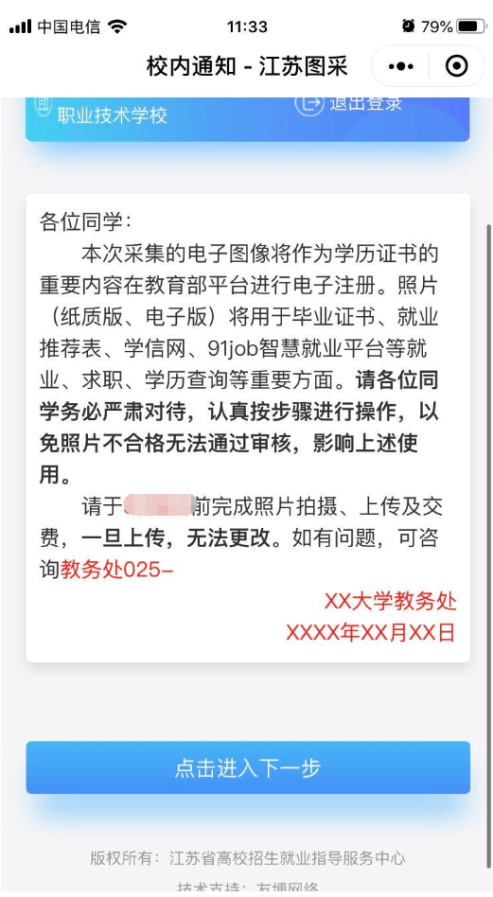 中国电信
11:33
79%
校内通知 - 江苏图采
职业技术学校
退出登录
各位同学：
本次采集的电子图像将作为学历证书的
重要内容在教育部平台进行电子注册。照片
（纸质版、电子版）将用于毕业证书、就业
推荐表、学信网、91job智慧就业平台等就
业、求职、学历查询等重要方面。请各位同
学务必严肃对待，认真按步骤进行操作，以
免照片不合格无法通过审核，影响上述使
用。
请于前完成照片拍摄、上传及交
费，一旦上传，无法更改。如有问题，可咨
询教务处025–
XX大学教务处
XXXX年XX月XX日
点击进入下一步
版权所有：江苏省高校招生就业指导服务中心
技术支持：友博网络